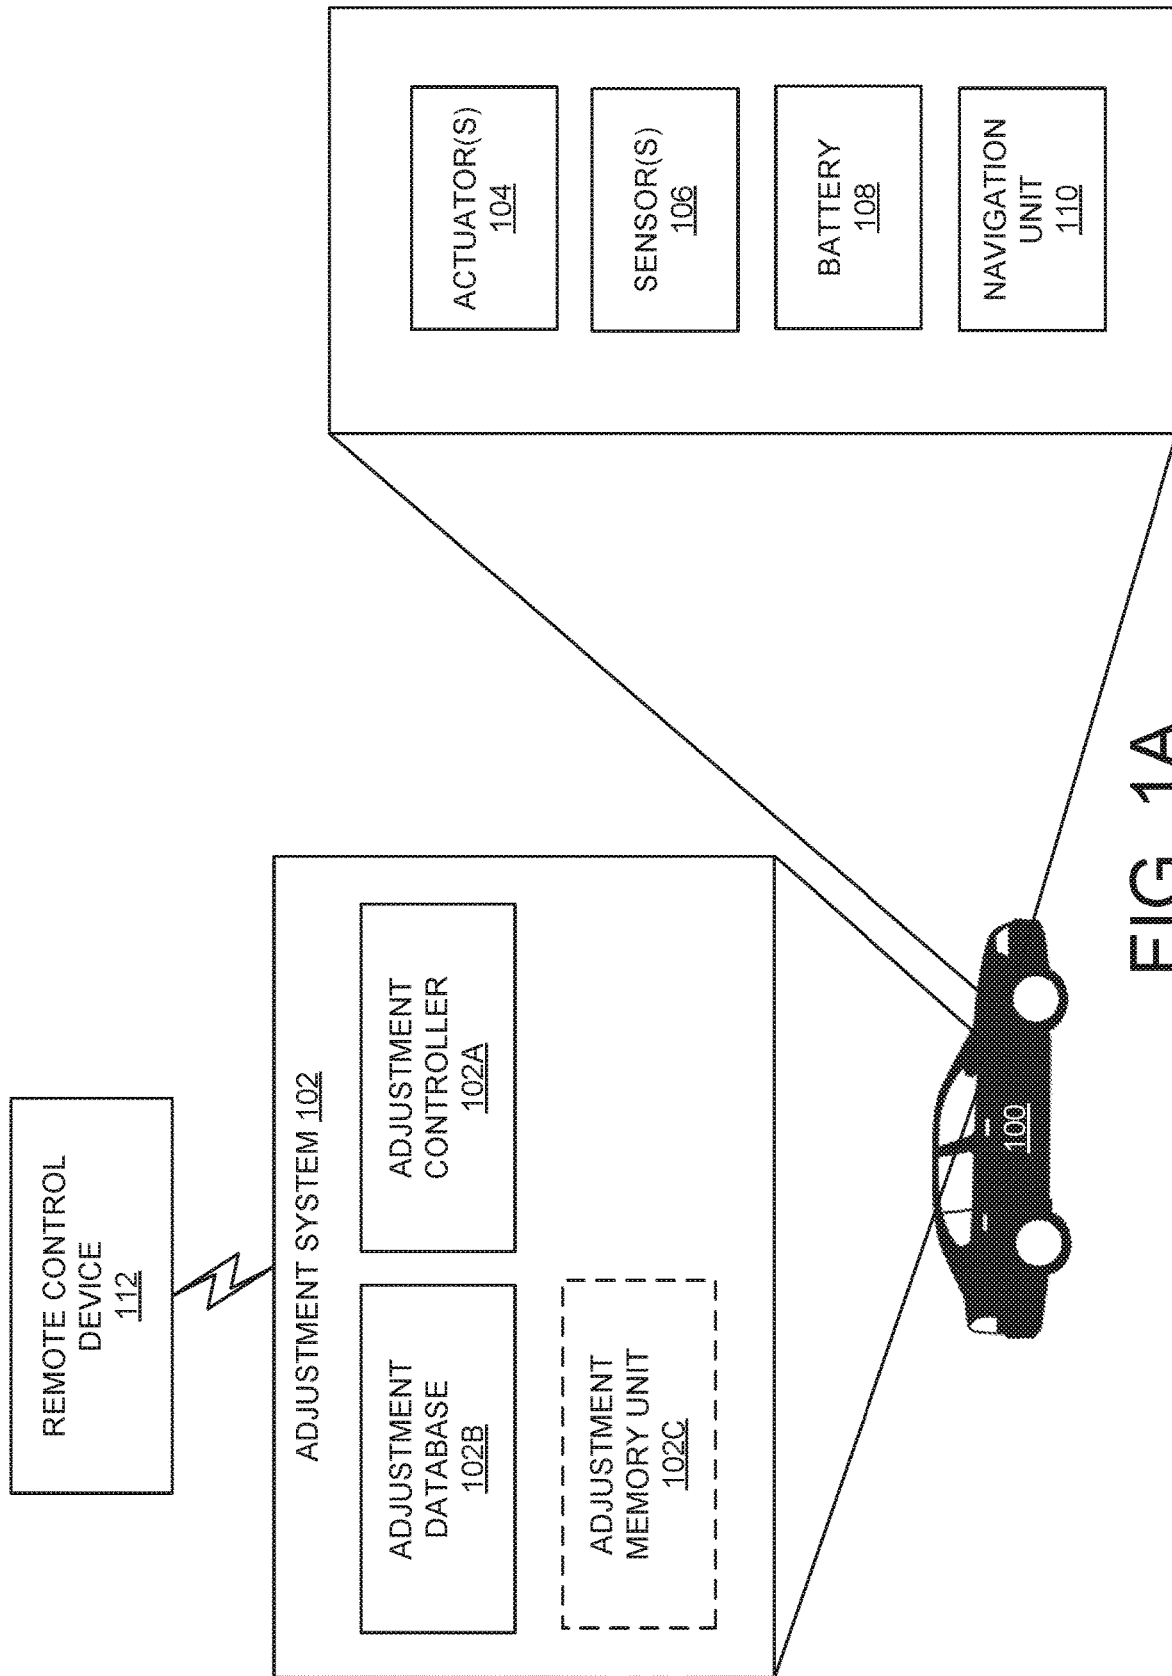 REMOTE CONTROL
DEVICE
112
ADJUSTMENT SYSTEM 102
ADJUSTMENT
DATABASE
102B
ADJUSTMENT
CONTROLLER
102A
ADJUSTMENT
MEMORY UNIT
102C
100
ACTUATOR(S)
104
SENSOR(S)
106
BATTERY
108
NAVIGATION
UNIT
110
FIG. 1A